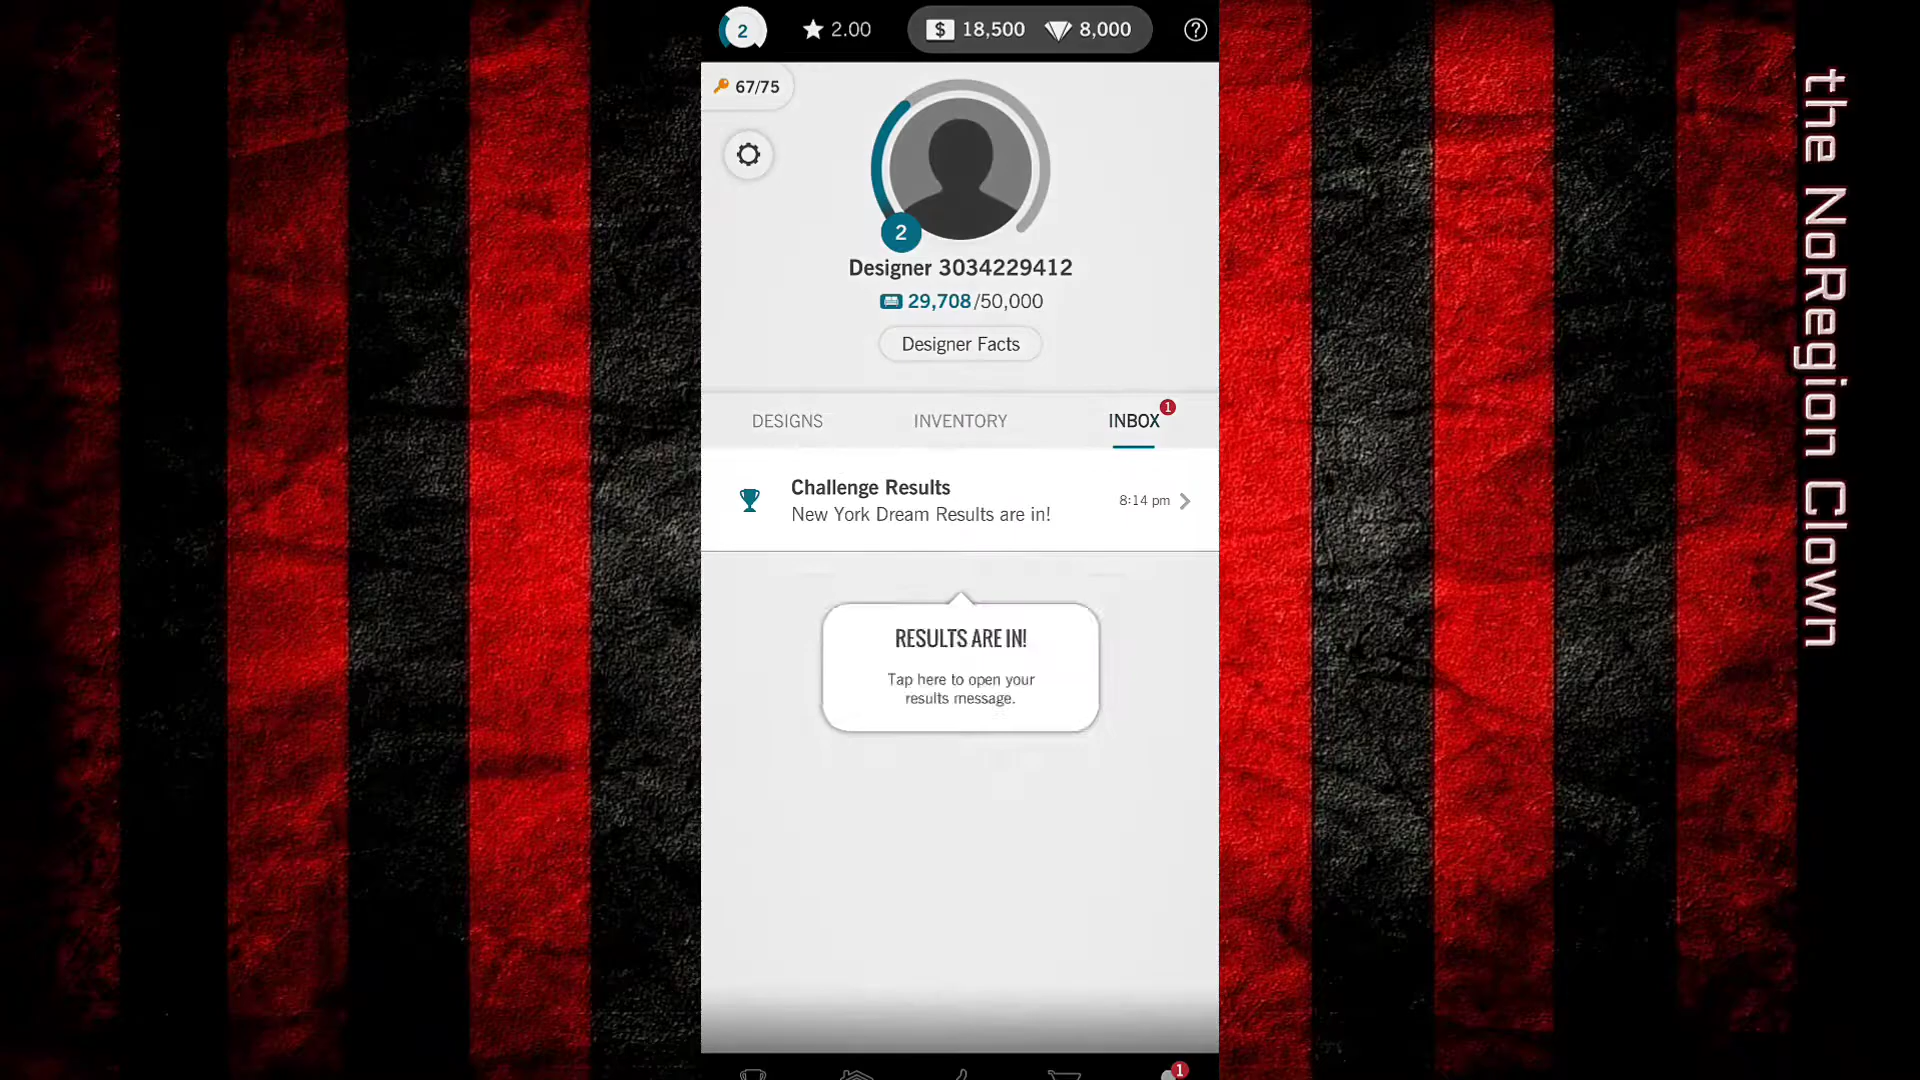 2
2.00
$ 18,500
8,000
?
67/75
2
Designer 3034229412
29,708/50,000
Designer Facts
DESIGNS
INVENTORY
INBOX
1
Challenge Results
New York Dream Results are in!
8:14 pm
RESULTS ARE IN!
Tap here to open your
results message.
1
the NoRegion Clown